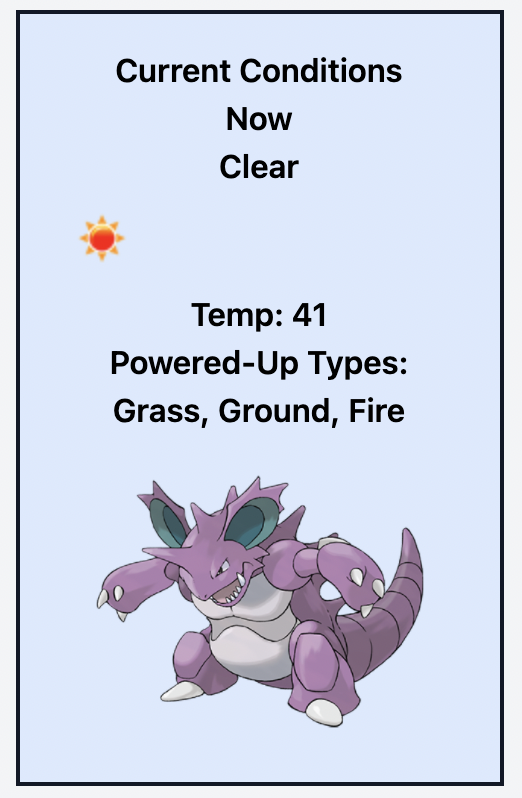 Current Conditions
Now
Clear
Temp: 41
Powered-Up Types:
Grass, Ground, Fire